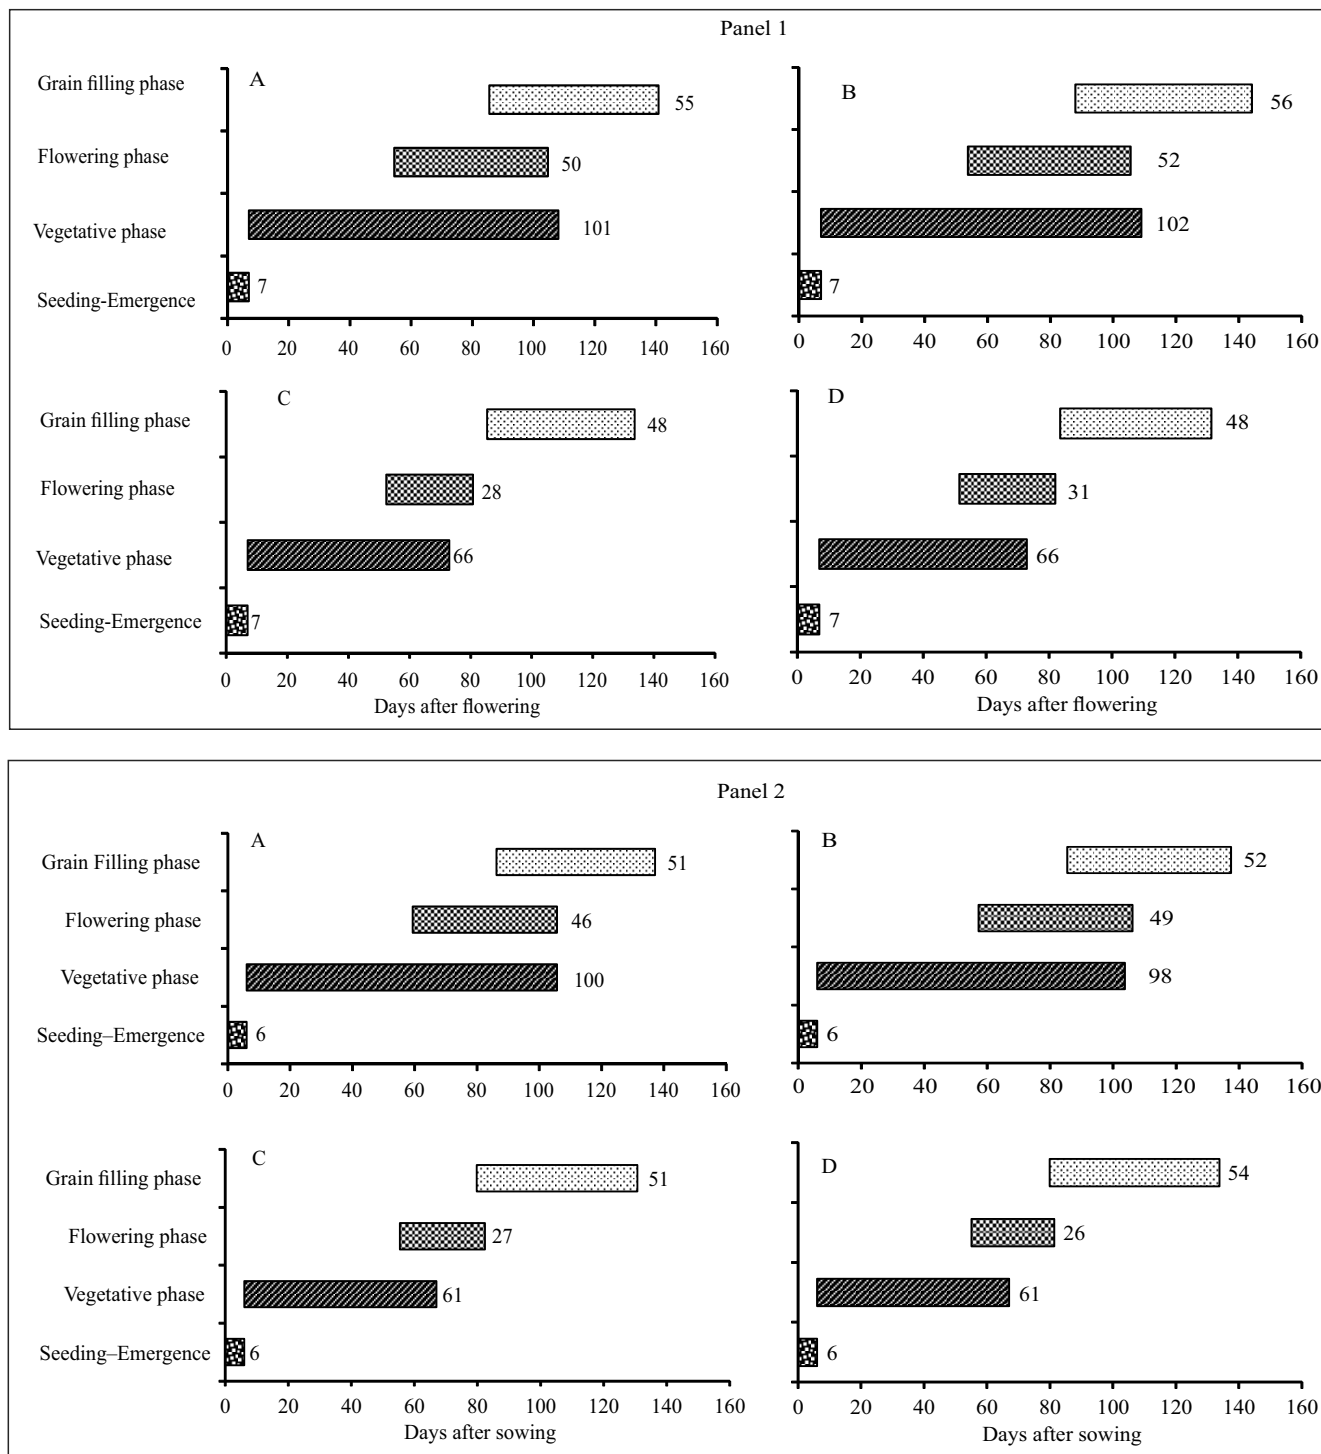 Panel 1
A
Grain filling phase
55
Flowering phase
50
Vegetative phase
101
Seeding-Emergence
7
0 20 40 60 80 100 120 140 160
B
56
52
102
7
0 20 40 60 80 100 120 140 160
C
Grain filling phase
48
Flowering phase
28
Vegetative phase
66
Seeding-Emergence
7
0 20 40 60 80 100 120 140 160
Days after flowering
D
48
31
66
7
0 20 40 60 80 100 120 140 160
Days after flowering
Panel 2
A
Grain Filling phase
51
Flowering phase
46
Vegetative phase
100
Seeding–Emergence
6
0 20 40 60 80 100 120 140 160
B
52
49
98
6
0 20 40 60 80 100 120 140 160
C
Grain filling phase
51
Flowering phase
27
Vegetative phase
61
Seeding–Emergence
6
0 20 40 60 80 100 120 140 160
Days after sowing
D
54
26
61
6
0 20 40 60 80 100 120 140 160
Days after sowing